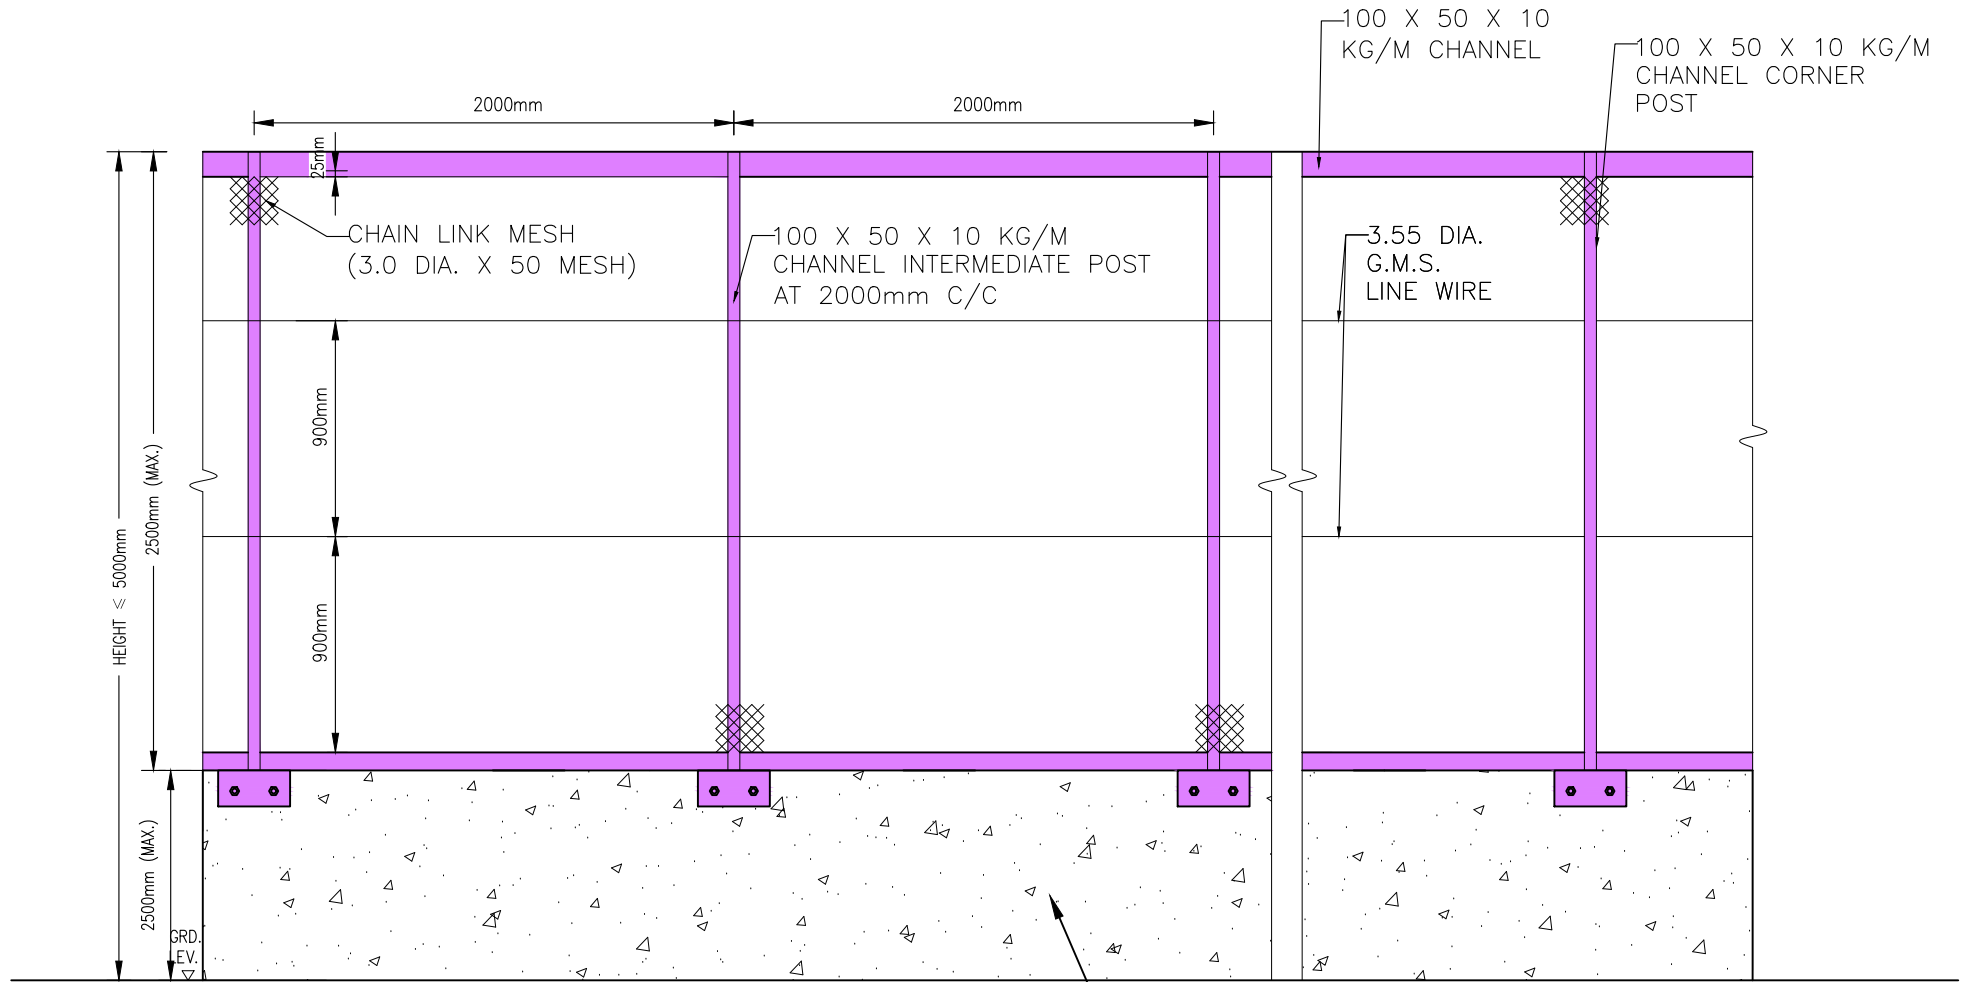 100 X 50 X 10
KG/M CHANNEL
100 X 50 X 10 KG/M
CHANNEL CORNER
POST
2000mm
2000mm
25mm
CHAIN LINK MESH
(3.0 DIA. X 50 MESH)
100 X 50 X 10 KG/M
CHANNEL INTERMEDIATE POST
AT 2000mm C/C
3.55 DIA.
G.M.S.
LINE WIRE
900mm
900mm
2500mm (MAX.)
HEIGHT ≤ 5000mm
2500mm (MAX.)
GRD.
EV.